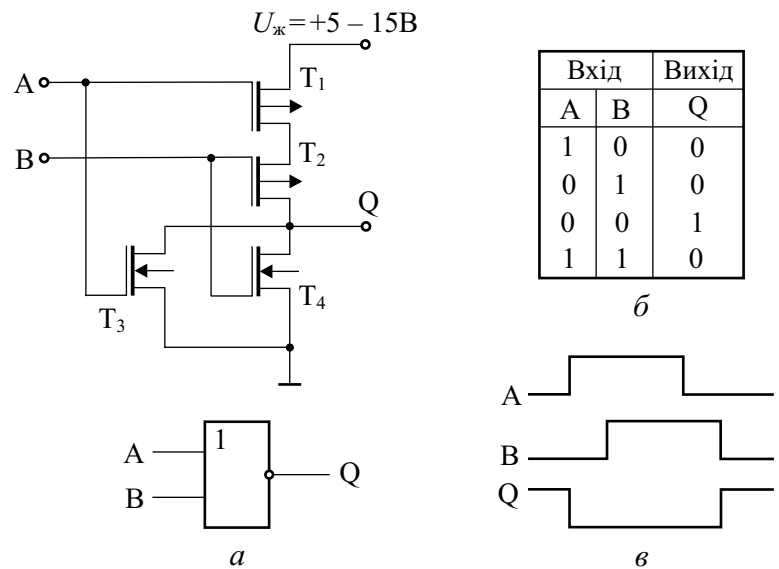 Uж = +5 – 15В
A
T1
B
T2
Q
T3
T4
1
A
B
Q
а
Вхід Вихід
A B Q
1 0 0
0 1 0
0 0 1
1 1 0
б
A
B
Q
в